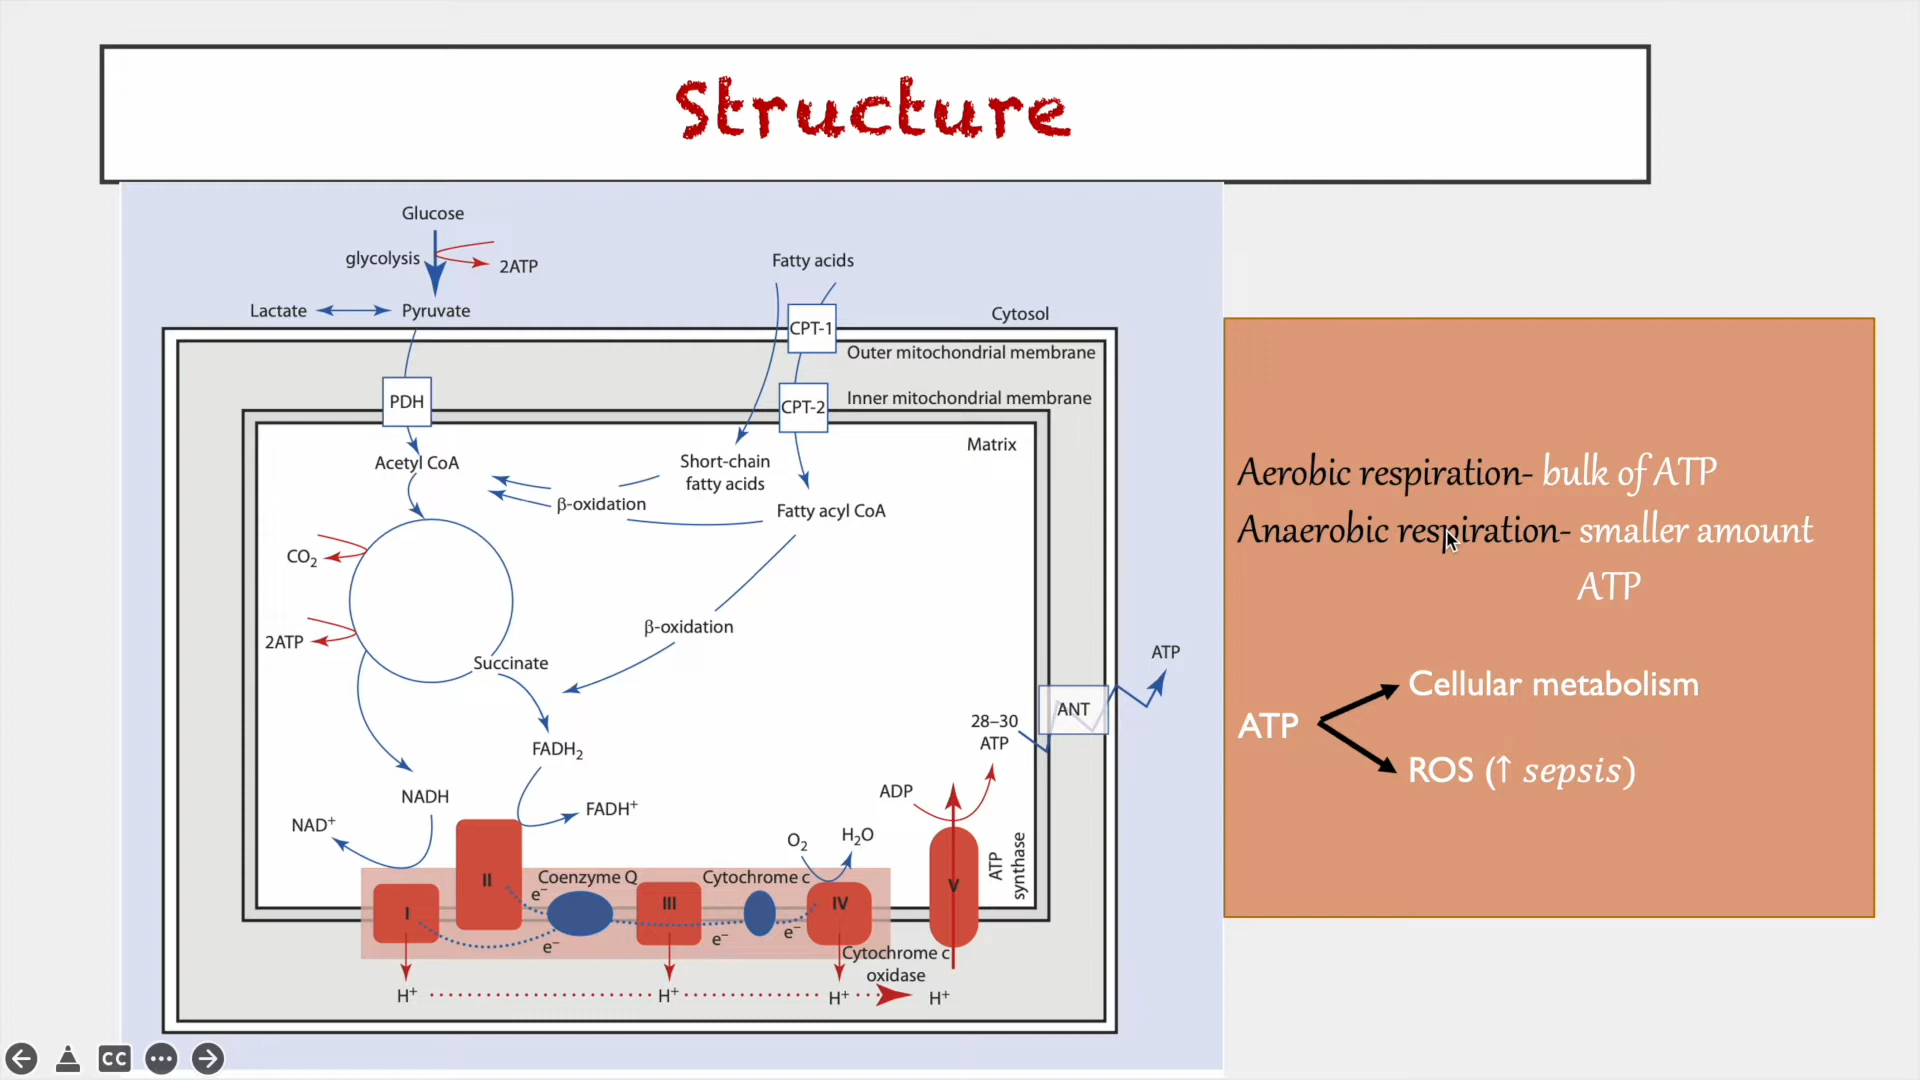 Structure
Glucose
glycolysis
2ATP
Lactate
Pyruvate
Fatty acids
CPT-1
Cytosol
Outer mitochondrial membrane
PDH
CPT-2
Inner mitochondrial membrane
Matrix
Acetyl CoA
Short-chain
fatty acids
β-oxidation
Fatty acyl CoA
CO₂
2ATP
β-oxidation
Succinate
FADH₂
NADH
FADH⁺
NAD⁺
28–30
ATP
ANT
ATP
ADP
O₂
H₂O
ATP
synthase
I
II
e⁻
Coenzyme Q
e⁻
III
Cytochrome c
e⁻
e⁻
IV
V
Cytochrome c
oxidase
H⁺
H⁺
H⁺
H⁺
Aerobic respiration- bulk of ATP
Anaerobic respiration- smaller amount
ATP
ATP
Cellular metabolism
ROS (↑ sepsis)
CC